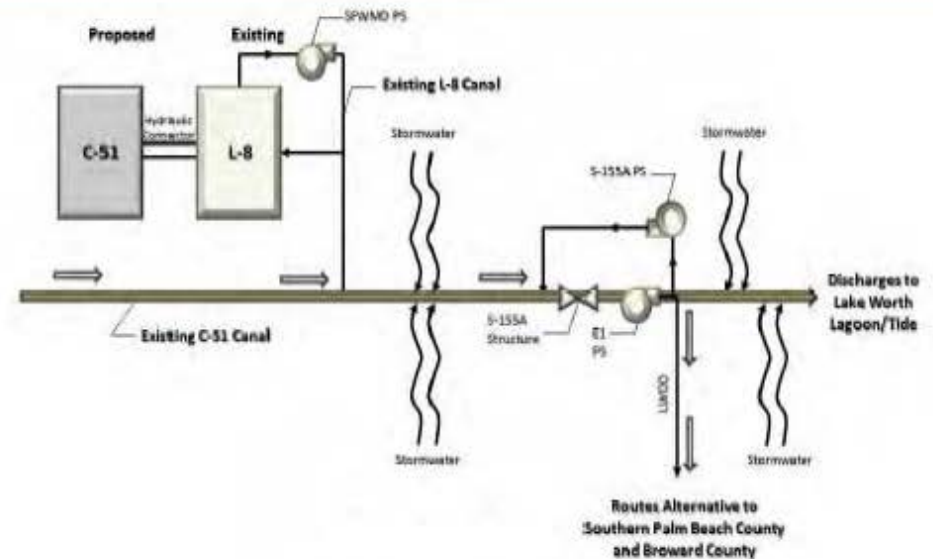 SFWMD PS
Proposed
Existing
Existing L-8 Canal
Hydraulic
Connector
C-51
L-8
Stormwater
Stormwater
S-155A PS
Discharges to
Lake Worth
Lagoon/Tide
Existing C-51 Canal
S-155A
Structure
E1
PS
LWDD
Stormwater
Stormwater
Routes Alternative to
Southern Palm Beach County
and Broward County